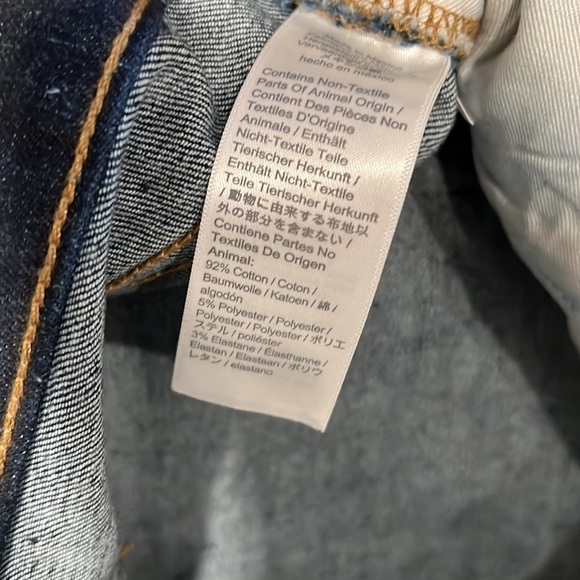 Made in Mexico
hecho en méxico
Contains Non-Textile
Parts Of Animal Origin /
Contient Des Pièces Non
Textiles D'Origine
Animale / Enthält
Nicht-Textile Teile
Tierischer Herkunft /
Enthält Nicht-Textile
Teile Tierischer Herkunft
/ 動物に由来する布地以
外の部分を含まない /
Contiene Partes No
Textiles De Origen
Animal:
92% Cotton / Coton /
Baumwolle / Katoen / 綿 /
algodón
5% Polyester / Polyester /
Polyester / Polyester / ポリエ
ステル / poliéster
3% Elastane / Élasthanne /
Elastan / Elastaan / ポリウ
レタン / elastano